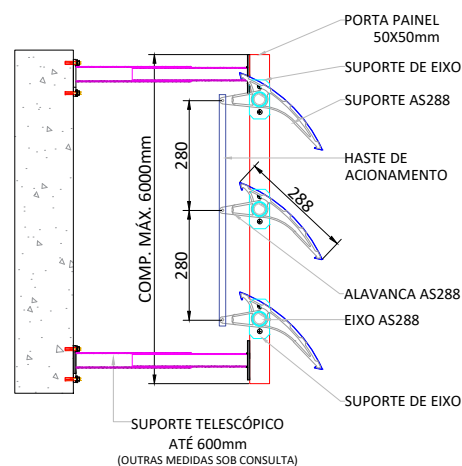 PORTA PAINEL
50X50mm
SUPORTE DE EIXO
SUPORTE AS288
HASTE DE
ACIONAMENTO
288
280
280
COMP. MÁX. 6000mm
ALAVANCA AS288
EIXO AS288
SUPORTE DE EIXO
SUPORTE TELESCÓPICO
ATÉ 600mm
(OUTRAS MEDIDAS SOB CONSULTA)